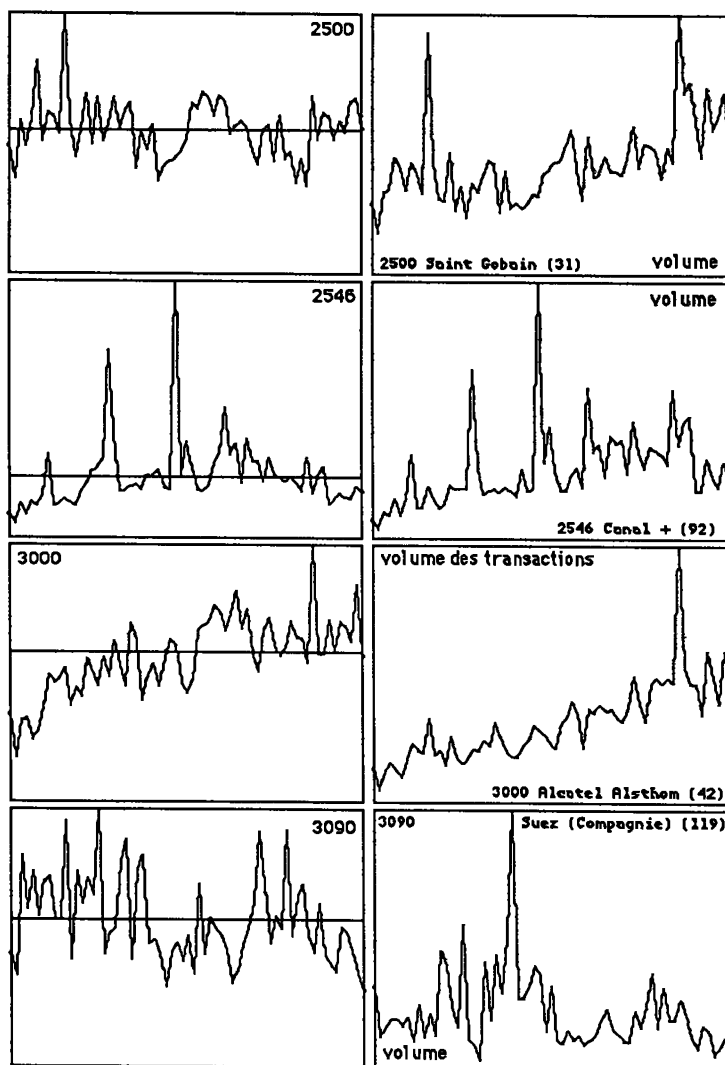 2500
2500 Saint Gobain (31) volume
2546
volume
2546 Canal + (92)
3000
volume des transactions
3000 Alcatel Alsthom (42)
3090
3090 Suez (Compagnie) (119)
volume